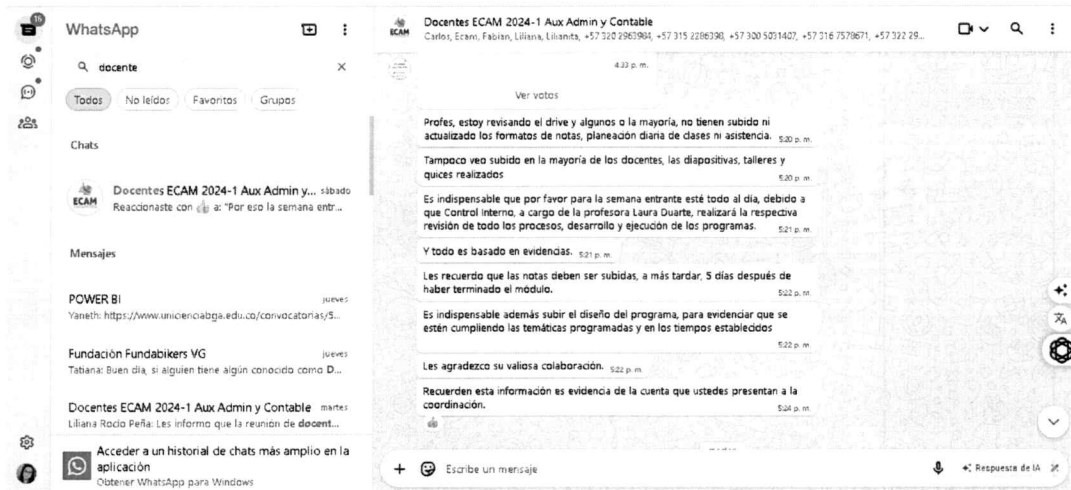 16
WhatsApp
docente
Todos
No leídos
Favoritos
Grupos
Chats
ECAM
Docentes ECAM 2024-1 Aux Admin y... sábado
Reaccionaste con 👍 a: "Por eso la semana entr...
Mensajes
POWER BI jueves
Yaneth: https://www.unicienciabga.edu.co/convocatorias/5...
Fundación Fundabikers VG jueves
Tatiana: Buen día, si alguien tiene algún conocido como D...
Docentes ECAM 2024-1 Aux Admin y Contable martes
Liliana Rocio Peña: Les informo que la reunion de docent...
Acceder a un historial de chats más amplio en la
aplicación
Obtener WhatsApp para Windows
ECAM
Docentes ECAM 2024-1 Aux Admin y Contable
Carlos, Ecam, Fabian, Liliana, Lilianita, +57 320 2963984, +57 315 2286398, +57 300 5031407, +57 316 7578671, +57 322 29...
4:33 p. m.
Ver votos
Profes, estoy revisando el drive y algunos o la mayoría, no tienen subido ni
actualizado los formatos de notas, planeación diaria de clases ni asistencia. 5:20 p. m.
Tampoco veo subido en la mayoría de los docentes, las diapositivas, talleres y
quices realizados 5:20 p. m.
Es indispensable que por favor para la semana entrante esté todo al día, debido a
que Control Interno, a cargo de la profesora Laura Duarte, realizará la respectiva
revisión de todo los procesos, desarrollo y ejecución de los programas. 5:21 p. m.
Y todo es basado en evidencias. 5:21 p. m.
Les recuerdo que las notas deben ser subidas, a más tardar, 5 días después de
haber terminado el módulo. 5:22 p. m.
Es indispensable además subir el diseño del programa, para evidenciar que se
estén cumpliendo las temáticas programadas y en los tiempos establecidos
5:22 p. m.
Les agradezco su valiosa colaboración. 5:22 p. m.
Recuerden esta información es evidencia de la cuenta que ustedes presentan a la
coordinación. 5:24 p. m.
Escribe un mensaje
Respuesta de IA